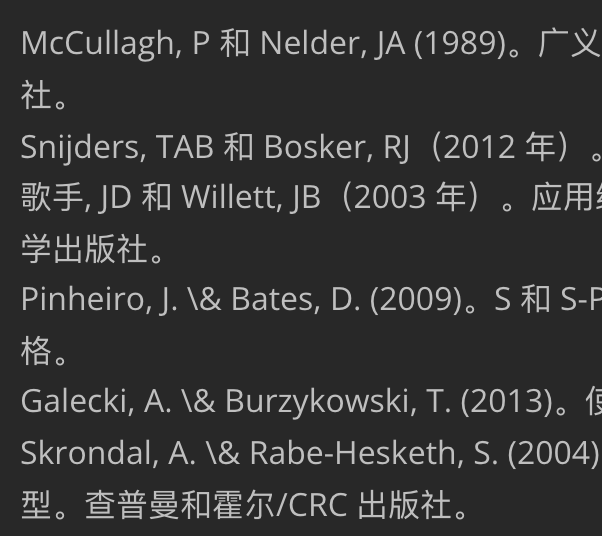 McCullagh, P 和 Nelder, JA (1989)。广义
社。
Snijders, TAB 和 Bosker, RJ（2012 年）。
歌手, JD 和 Willett, JB（2003 年）。应用
学出版社。
Pinheiro, J. \& Bates, D. (2009)。S 和 S-P
格。
Galecki, A. \& Burzykowski, T. (2013)。使
Skrondal, A. \& Rabe-Hesketh, S. (2004)
型。查普曼和霍尔/CRC 出版社。